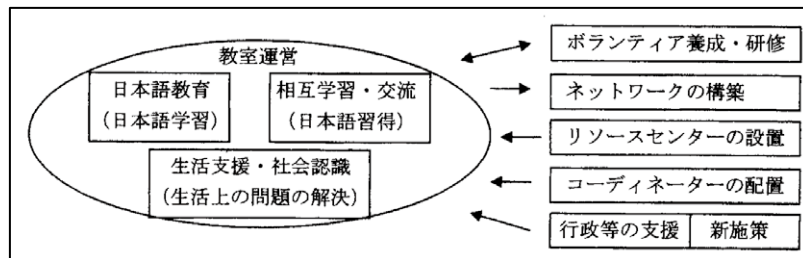 教室運営
日本語教育
(日本語学習)
相互学習・交流
(日本語習得)
生活支援・社会認識
(生活上の問題の解決)
ボランティア養成・研修
ネットワークの構築
リソースセンターの設置
コーディネーターの配置
行政等の支援
新施策